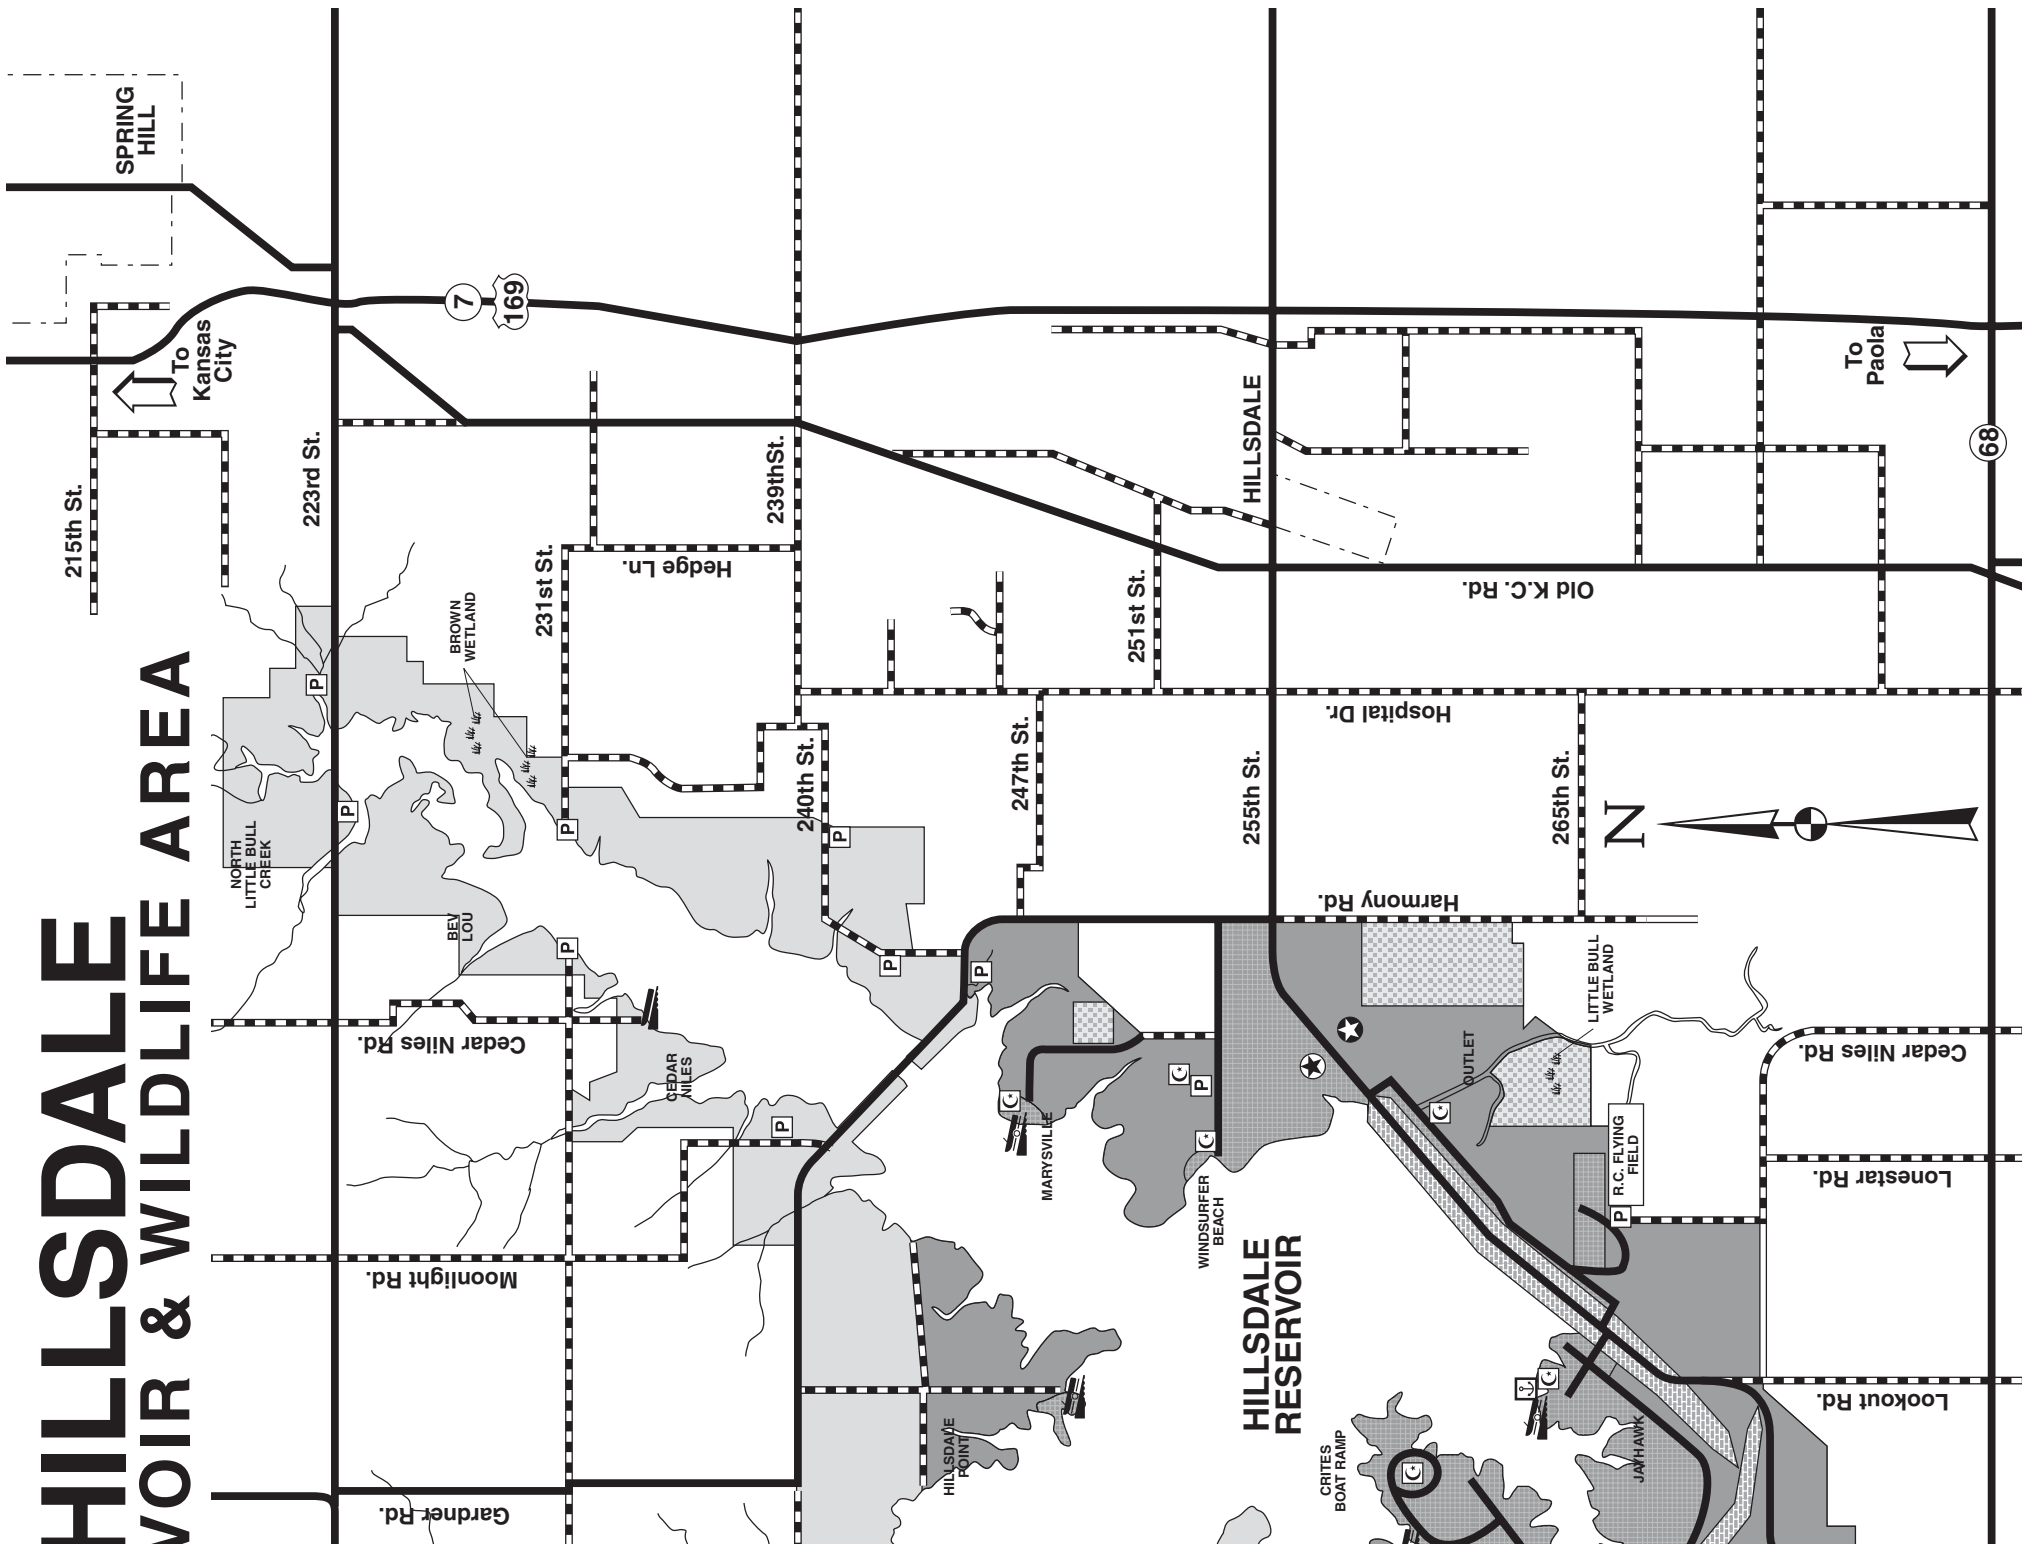 HILLSDALE
VOIR & WILDLIFE AREA
SPRING
HILL
To
Kansas
City
7
169
215th St.
223rd St.
231st St.
239thSt.
240th St.
247th St.
251st St.
255th St.
265th St.
Hedge Ln.
Old K.C. Rd.
Hospital Dr.
Harmony Rd.
HILLSDALE
To
Paola
68
N
BROWN
WETLAND
NORTH
LITTLE BULL
CREEK
BEV
LOU
P
P
P
P
P
P
P
P
P
P
Cedar Niles Rd.
CEDAR
NILES
Moonlight Rd.
Gardner Rd.
MARYSVILLE
WINDSURFER
BEACH
HILLSDALE
POINT
HILLSDALE
RESERVOIR
OUTLET
LITTLE BULL
WETLAND
R.C. FLYING
FIELD
Cedar Niles Rd.
Lonestar Rd.
Lookout Rd.
JAYHAWK
CRITES
BOAT RAMP